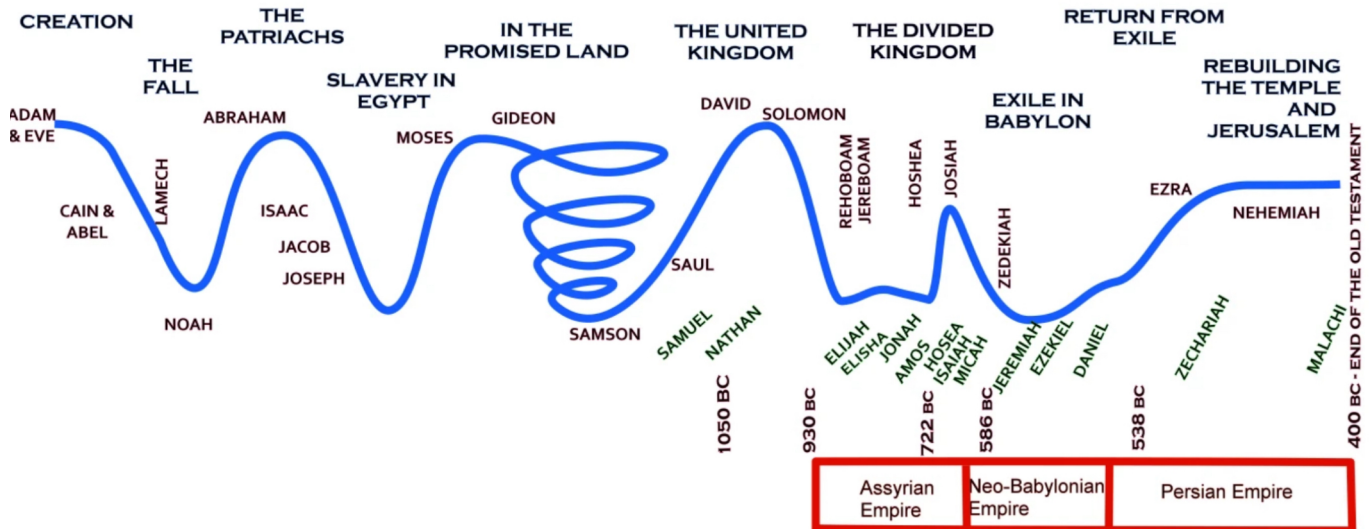 CREATION
THE
PATRIACHS
IN THE
PROMISED LAND
THE UNITED
KINGDOM
THE DIVIDED
KINGDOM
RETURN FROM
EXILE
THE
FALL
SLAVERY IN
EGYPT
EXILE IN
BABYLON
REBUILDING
THE TEMPLE
AND
JERUSALEM
ADAM
& EVE
CAIN &
ABEL
LAMECH
NOAH
ABRAHAM
ISAAC
JACOB
JOSEPH
MOSES
GIDEON
SAMSON
SAUL
DAVID
SOLOMON
REHOBOAM
JEREBOAM
HOSHEA
JOSIAH
ZEDEKIAH
EZRA
NEHEMIAH
SAMUEL
NATHAN
ELIJAH
ELISHA
JONAH
AMOS
HOSEA
ISAIAH
MICAH
JEREMIAH
EZEKIEL
DANIEL
ZECHARIAH
MALACHI
1050 BC
930 BC
722 BC
586 BC
538 BC
400 BC - END OF THE OLD TESTAMENT
Assyrian
Empire
Neo-Babylonian
Empire
Persian Empire